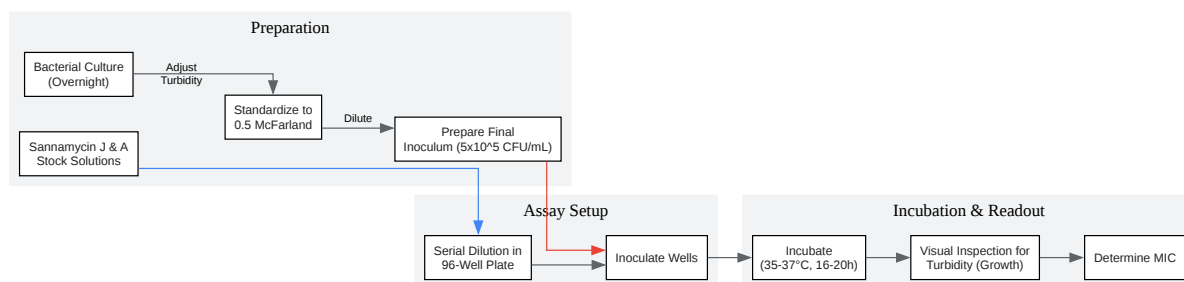 Preparation
Bacterial Culture
(Overnight)
Adjust
Turbidity
Standardize to
0.5 McFarland
Dilute
Prepare Final
Inoculum (5x10^5 CFU/mL)
Sannamycin J & A
Stock Solutions
Assay Setup
Serial Dilution in
96-Well Plate
Inoculate Wells
Incubation & Readout
Incubate
(35-37°C, 16-20h)
Visual Inspection for
Turbidity (Growth)
Determine MIC